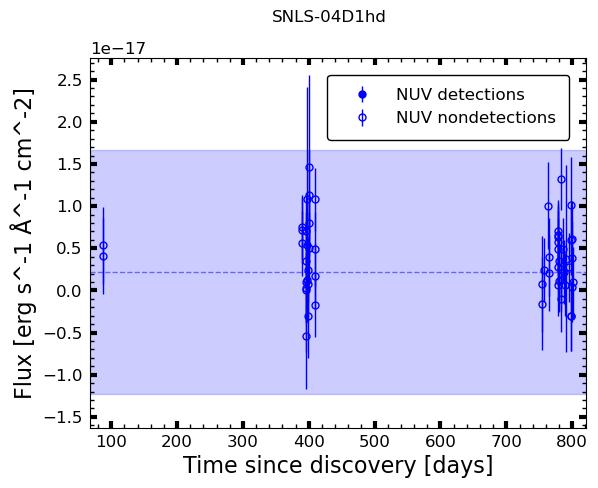 SNLS-04D1hd
1e−17
NUV detections
NUV nondetections
2.5
2.0
1.5
1.0
0.5
0.0
−0.5
−1.0
−1.5
Flux [erg s^-1 Å^-1 cm^-2]
100 200 300 400 500 600 700 800
Time since discovery [days]